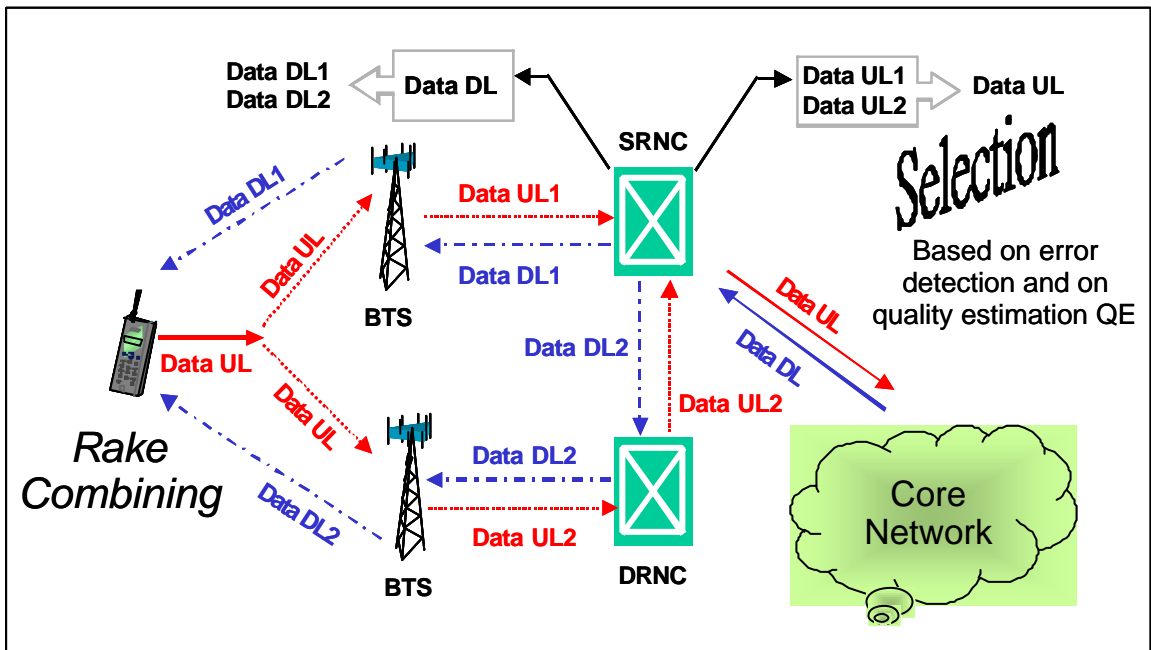 Data DL1
Data DL2
Data DL
Data UL1
Data UL2
Data UL
SRNC
Selection
Based on error
detection and on
quality estimation QE
Data DL1
Data UL
Data UL1
Data DL1
BTS
Data UL
Data UL
Data DL2
Data UL2
Data UL
Data DL
Rake
Combining
Data DL2
BTS
Data DL2
Data UL2
DRNC
Core
Network